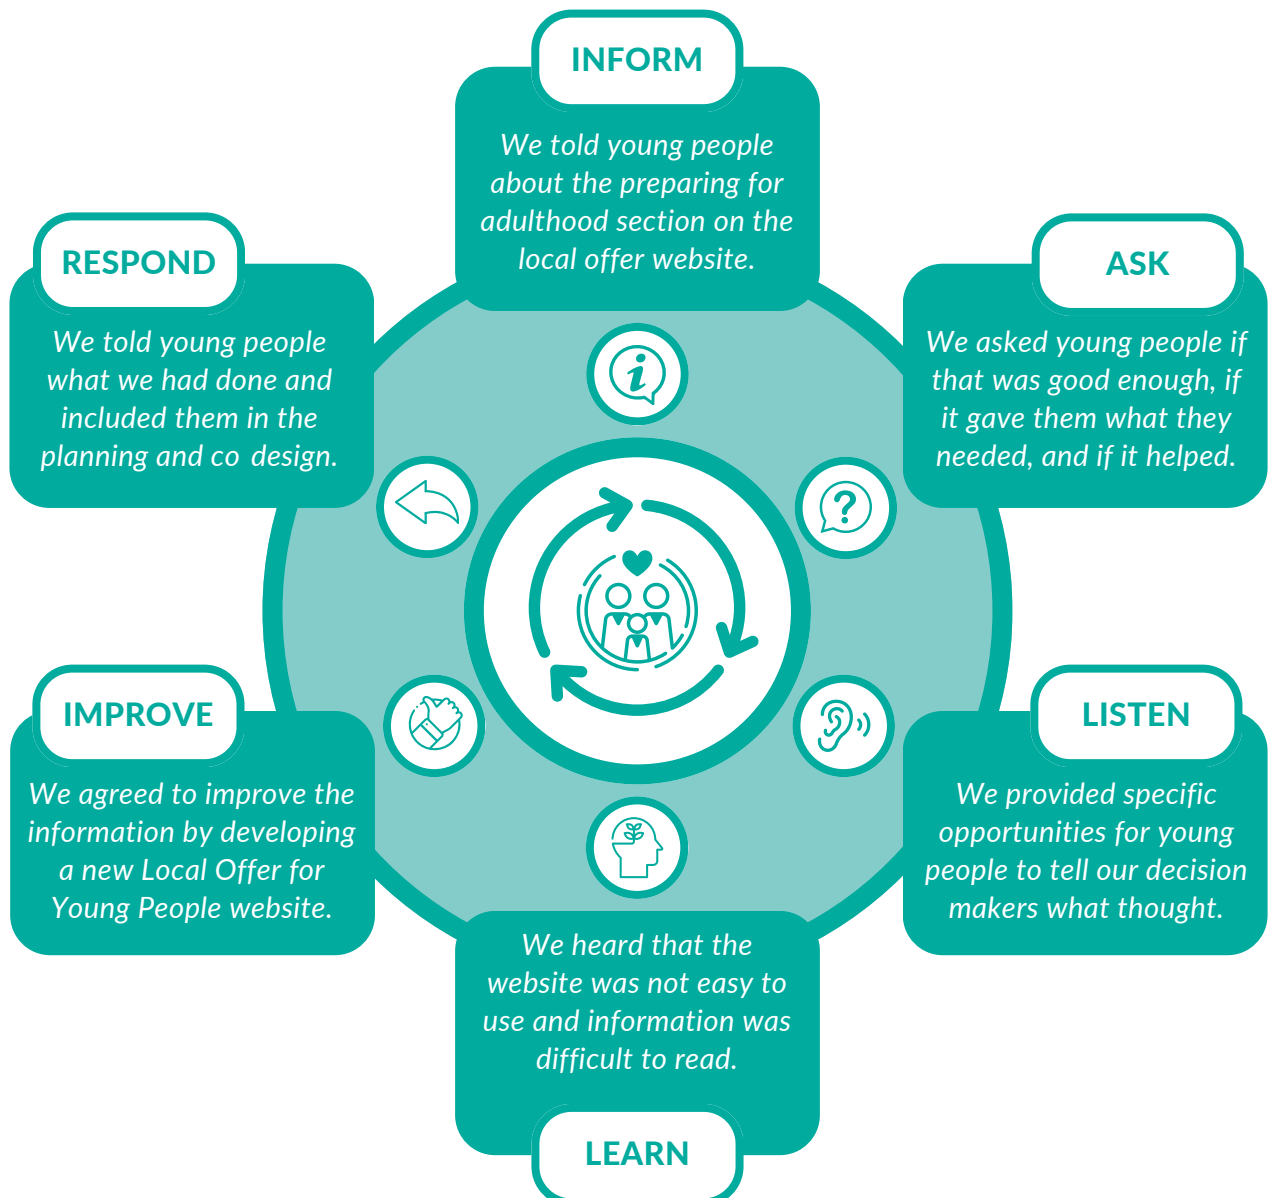 INFORM
We told young people
about the preparing for
adulthood section on the
local offer website.
ASK
We asked young people if
that was good enough, if
it gave them what they
needed, and if it helped.
LISTEN
We provided specific
opportunities for young
people to tell our decision
makers what thought.
We heard that the
website was not easy to
use and information was
difficult to read.
LEARN
IMPROVE
We agreed to improve the
information by developing
a new Local Offer for
Young People website.
RESPOND
We told young people
what we had done and
included them in the
planning and co design.